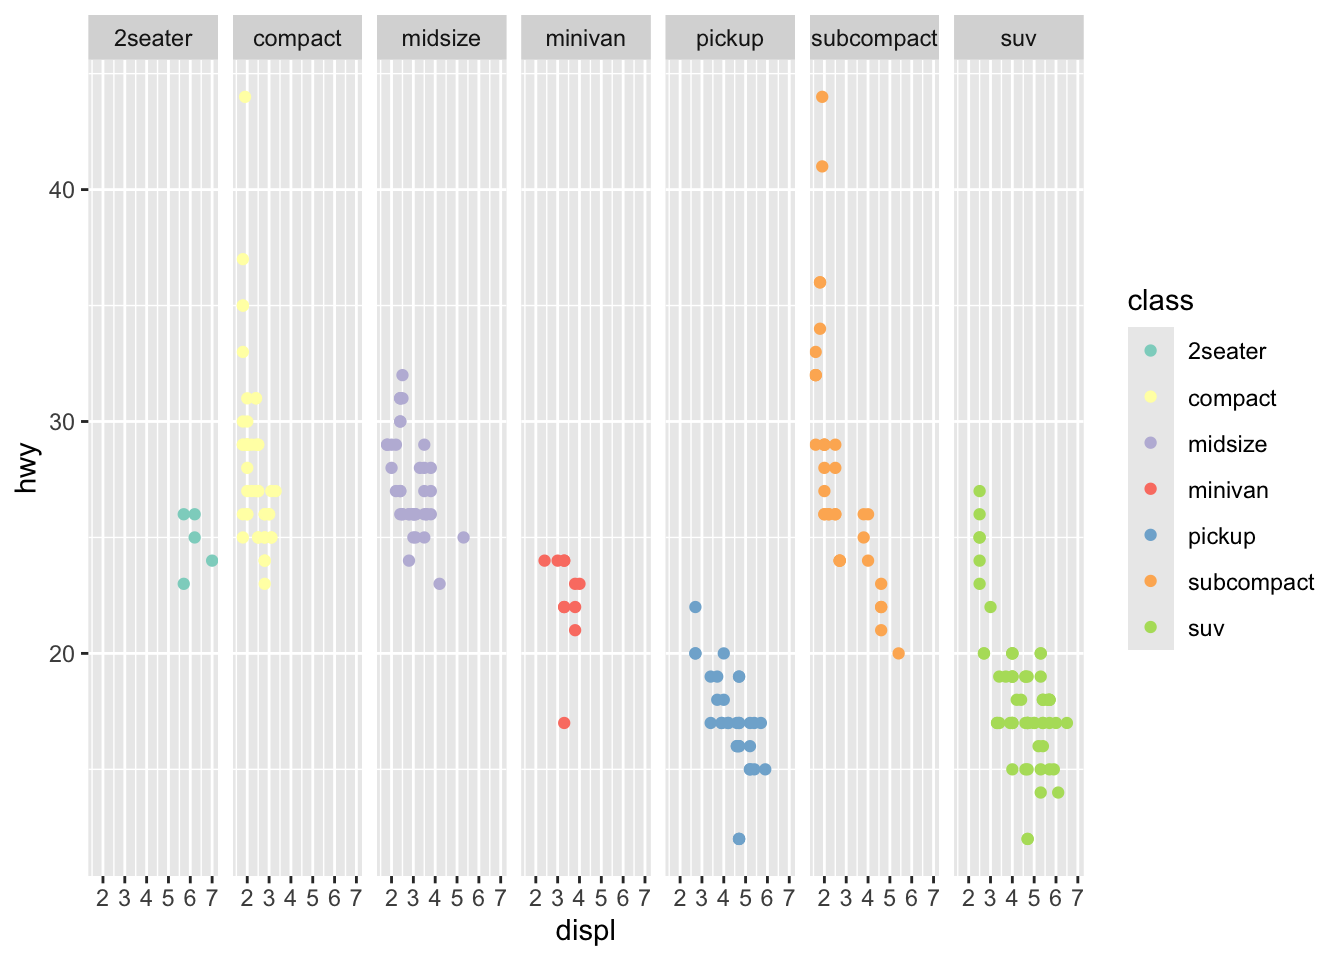 2seater compact midsize minivan pickup subcompact suv
40
30
20
hwy
2 3 4 5 6 7 2 3 4 5 6 7 2 3 4 5 6 7 2 3 4 5 6 7 2 3 4 5 6 7 2 3 4 5 6 7 2 3 4 5 6 7
displ
class
2seater
compact
midsize
minivan
pickup
subcompact
suv